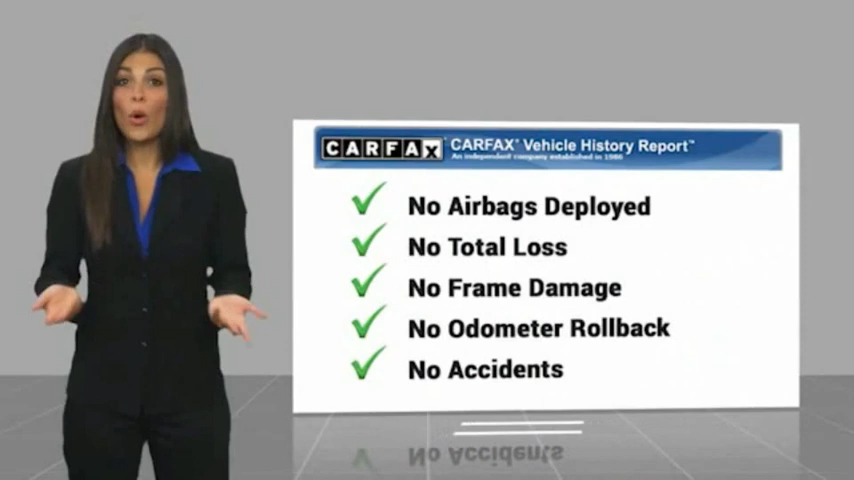 CARFAX CARFAX® Vehicle History Report™
An independent company established in 1986
No Airbags Deployed
No Total Loss
No Frame Damage
No Odometer Rollback
No Accidents
No Accidents